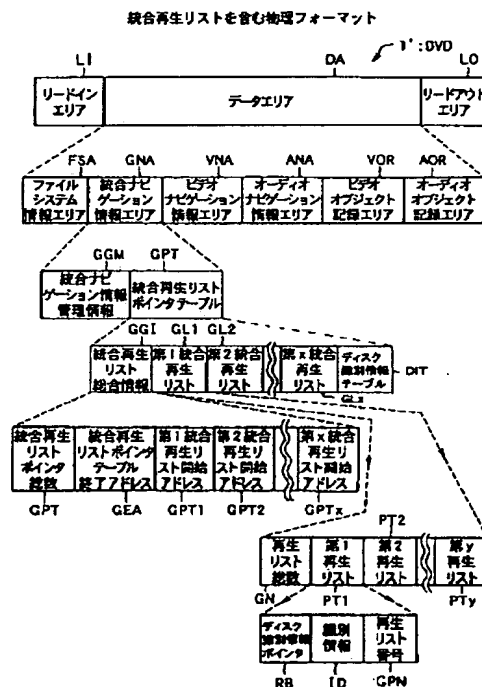 統合再生リストを含む物理フォーマット
1':DVD
LI
DA
LO
リードイン
エリア
データエリア
リードアウト
エリア
FSA
GNA
VNA
ANA
VOR
AOR
ファイル
システム
情報エリア
統合ナビ
ゲーション
情報エリア
ビデオ
ナビゲーション
情報エリア
オーディオ
ナビゲーション
情報エリア
ビデオ
オブジェクト
記録エリア
オーディオ
オブジェクト
記録エリア
GGM
GPT
統合ナビ
ゲーション情報
管理情報
統合再生リスト
ポインタテーブル
GGI
GL1
GL2
統合再生
リスト
総合情報
第1統合
再生
リスト
第2統合
再生
リスト
第x統合
再生
リスト
ディスク
識別情報
テーブル
DIT
GLx
統合再生
リスト
ポインタ
総数
統合再生
リストポインタ
テーブル
終了アドレス
第1統合
再生リ
スト開始
アドレス
第2統合
再生リ
スト開始
アドレス
第x統合
再生リ
スト開始
アドレス
GPT
GEA
GPT1
GPT2
GPTx
PT2
再生
リスト
総数
第1
再生
リスト
第2
再生
リスト
第y
再生
リスト
GN
PT1
PTy
ディスク
識別情報
ポインタ
識別
情報
再生
リスト
番号
RB
ID
GPN